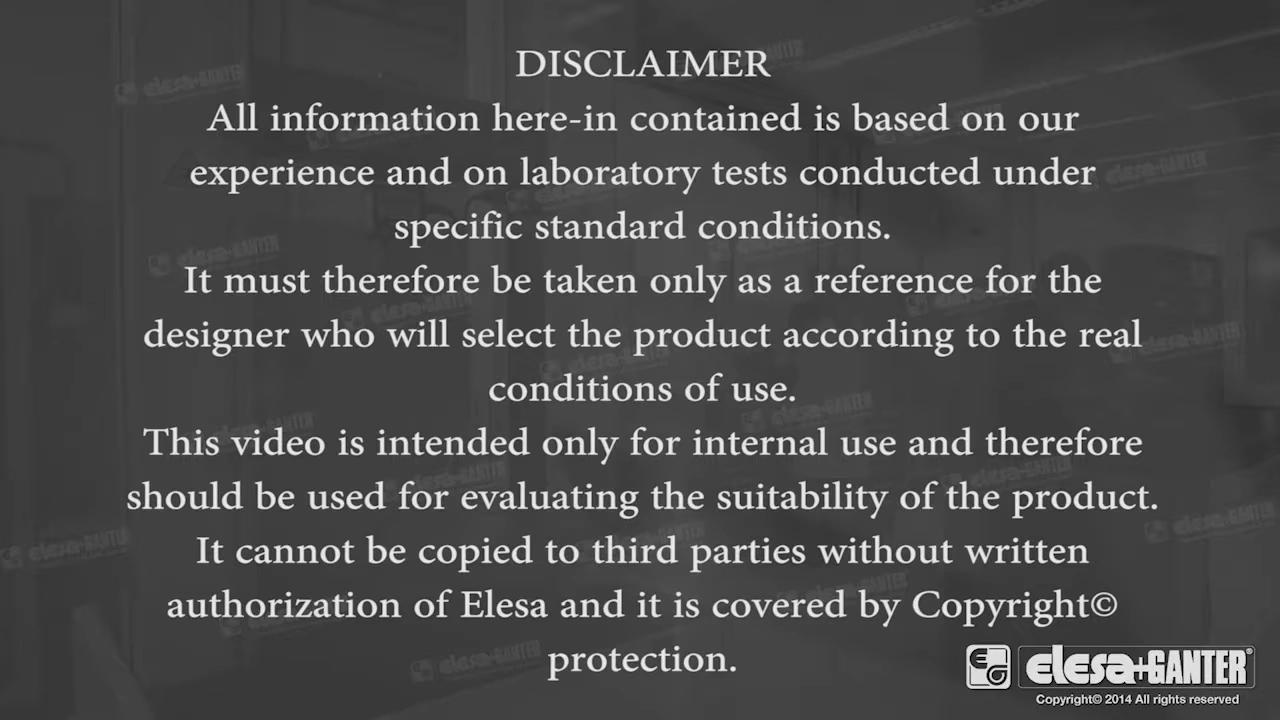 DISCLAIMER
All information here-in contained is based on our
experience and on laboratory tests conducted under
specific standard conditions.
It must therefore be taken only as a reference for the
designer who will select the product according to the real
conditions of use.
This video is intended only for internal use and therefore
should be used for evaluating the suitability of the product.
It cannot be copied to third parties without written
authorization of Elesa and it is covered by Copyright©
protection.
elesa+GANTER®
Copyright© 2014 All rights reserved